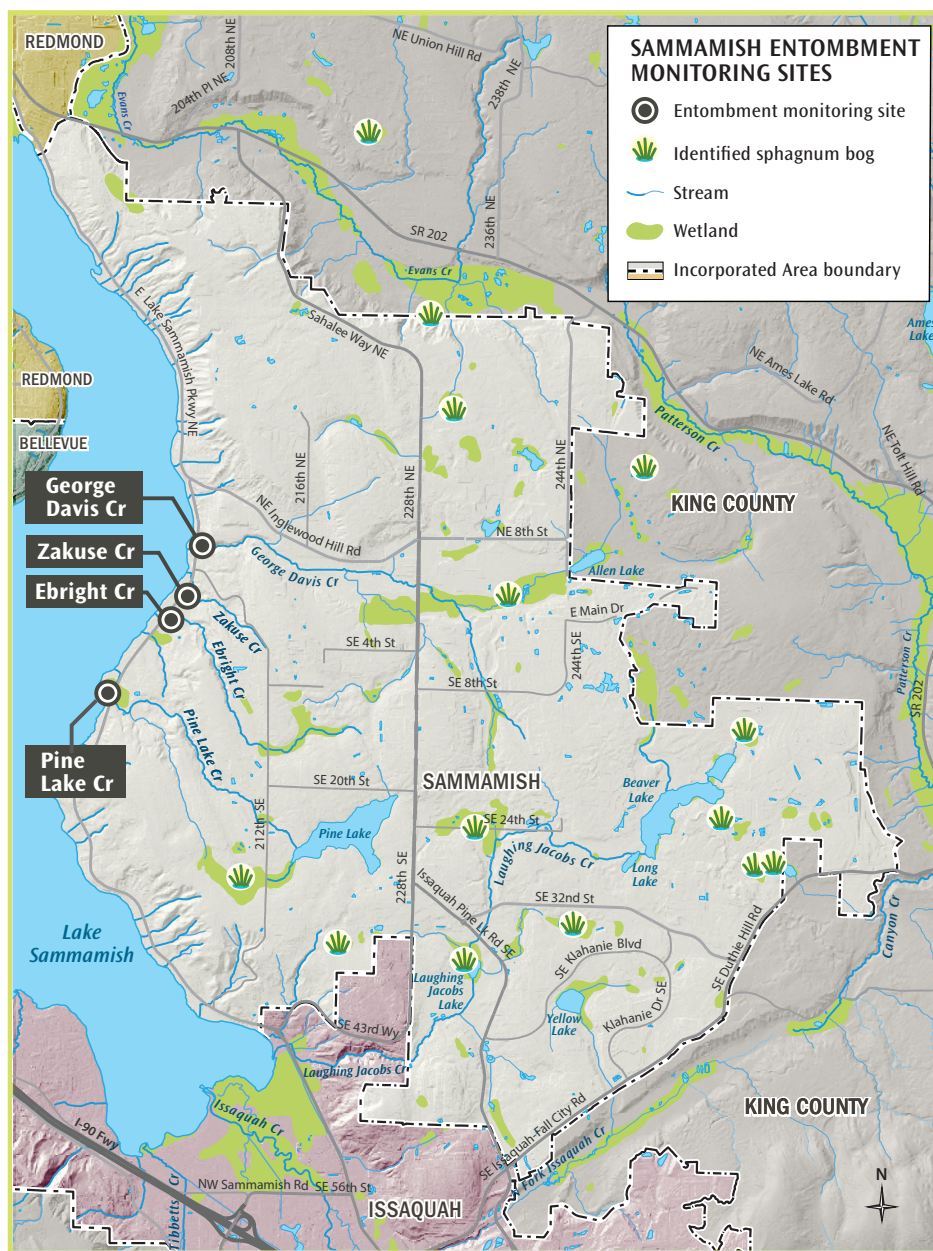 SAMMAMISH ENTOMBMENT
MONITORING SITES
Entombment monitoring site
Identified sphagnum bog
Stream
Wetland
Incorporated Area boundary
REDMOND
208th NE
NE Union Hill Rd
204th Pl NE
238th NE
Evans Cr
236th NE
SR 202
Evans Cr
E Lake Sammamish Pkwy NE
Sahalee Way NE
Ames
Lake
NE Ames Lake Rd
REDMOND
BELLEVUE
Patterson Cr
NE Tolt Hill Rd
216th NE
228th NE
244th NE
KING COUNTY
George
Davis Cr
NE Inglewood Hill Rd
NE 8th St
Zakuse Cr
George Davis Cr
Allen Lake
Ebright Cr
E Main Dr
Zakuse Cr
SE 4th St
244th SE
Ebright Cr
SE 8th St
Patterson Cr
SR 202
Pine Lake Cr
Pine
Lake Cr
SE 20th St
SAMMAMISH
Beaver
Lake
212th SE
Pine Lake
SE 24th St
Laughing Jacobs Cr
Long
Lake
228th SE
Issaquah Pine Lk Rd SE
SE 32nd St
Canyon Cr
Lake
Sammamish
SE Klahanie Blvd
SE Duthie Hill Rd
Laughing
Jacobs
Lake
Yellow
Lake
Klahanie Dr SE
SE 43rd Wy
Laughing Jacobs Cr
Issaquah Cr
SE Issaquah-Fall City Rd
KING COUNTY
I-90 Fwy
N Fork Issaquah Cr
NW Sammamish Rd
SE 56th St
Tibbetts Cr
ISSAQUAH
N